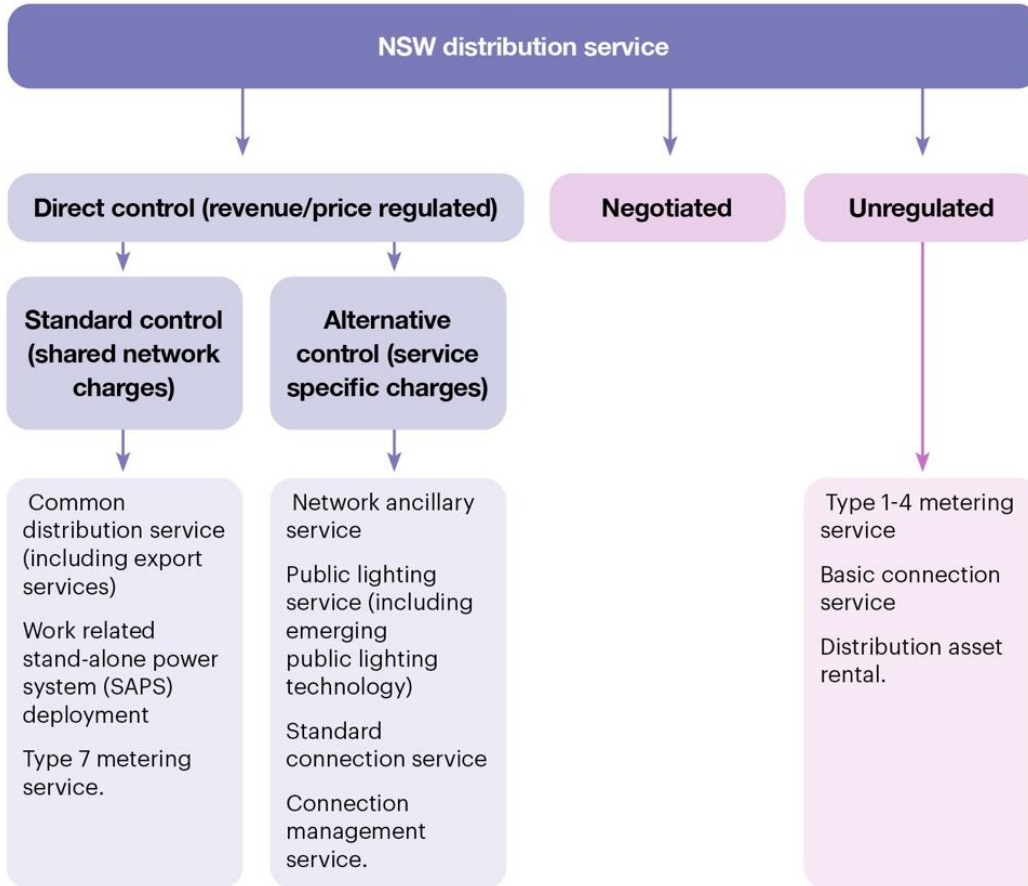 NSW distribution service
Direct control (revenue/price regulated)
Negotiated
Unregulated
Standard control
(shared network
charges)
Alternative
control (service
specific charges)
Common
distribution service
(including export
services)
Work related
stand-alone power
system (SAPS)
deployment
Type 7 metering
service.
Network ancillary
service
Public lighting
service (including
emerging
public lighting
technology)
Standard
connection service
Connection
management
service.
Type 1-4 metering
service
Basic connection
service
Distribution asset
rental.